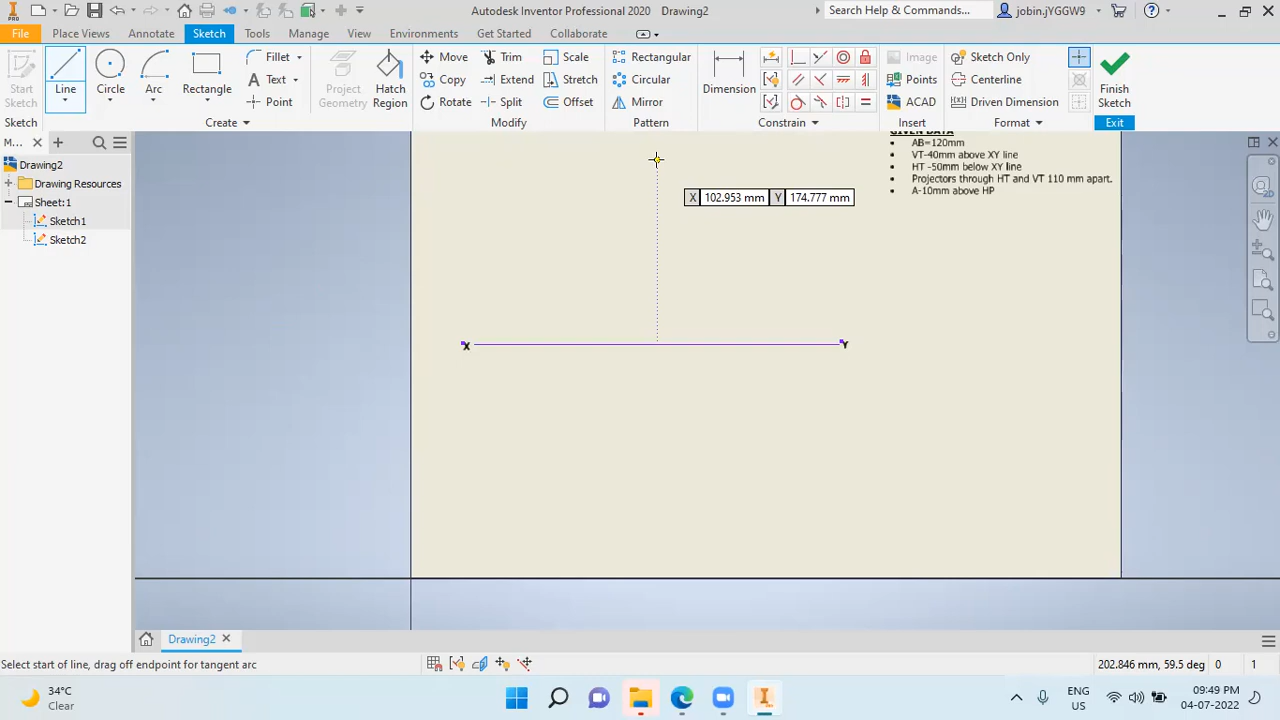 Autodesk Inventor Professional 2020 Drawing2
Search Help & Commands...
jobin.jYGGW9
File Place Views Annotate Sketch Tools Manage View Environments Get Started Collaborate
Start Sketch
Line
Circle
Arc
Rectangle
Fillet
Text
Point
Project Geometry
Hatch Region
Move
Copy
Rotate
Trim
Extend
Split
Scale
Stretch
Offset
Rectangular
Circular
Mirror
Dimension
Image
Points
ACAD
Sketch Only
Centerline
Driven Dimension
Finish Sketch
Sketch Create Modify Pattern Constrain Insert Format Exit
M...
Drawing2
Drawing Resources
Sheet:1
Sketch1
Sketch2
GIVEN DATA
• AB=120mm
• VT-40mm above XY line
• HT -50mm below XY line
• Projectors through HT and VT 110 mm apart.
• A-10mm above HP
X 102.953 mm Y 174.777 mm
X Y
Drawing2
Select start of line, drag off endpoint for tangent arc
202.846 mm, 59.5 deg 0 1
34°C
Clear
ENG
US
09:49 PM
04-07-2022